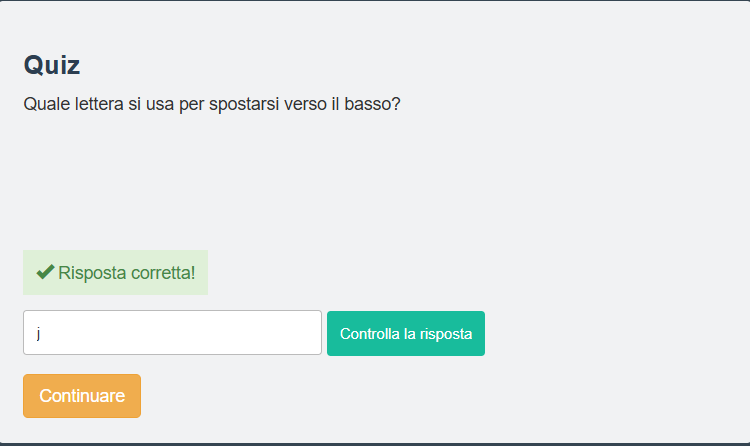 Quiz
Quale lettera si usa per spostarsi verso il basso?
Risposta corretta!
j
Controlla la risposta
Continuare